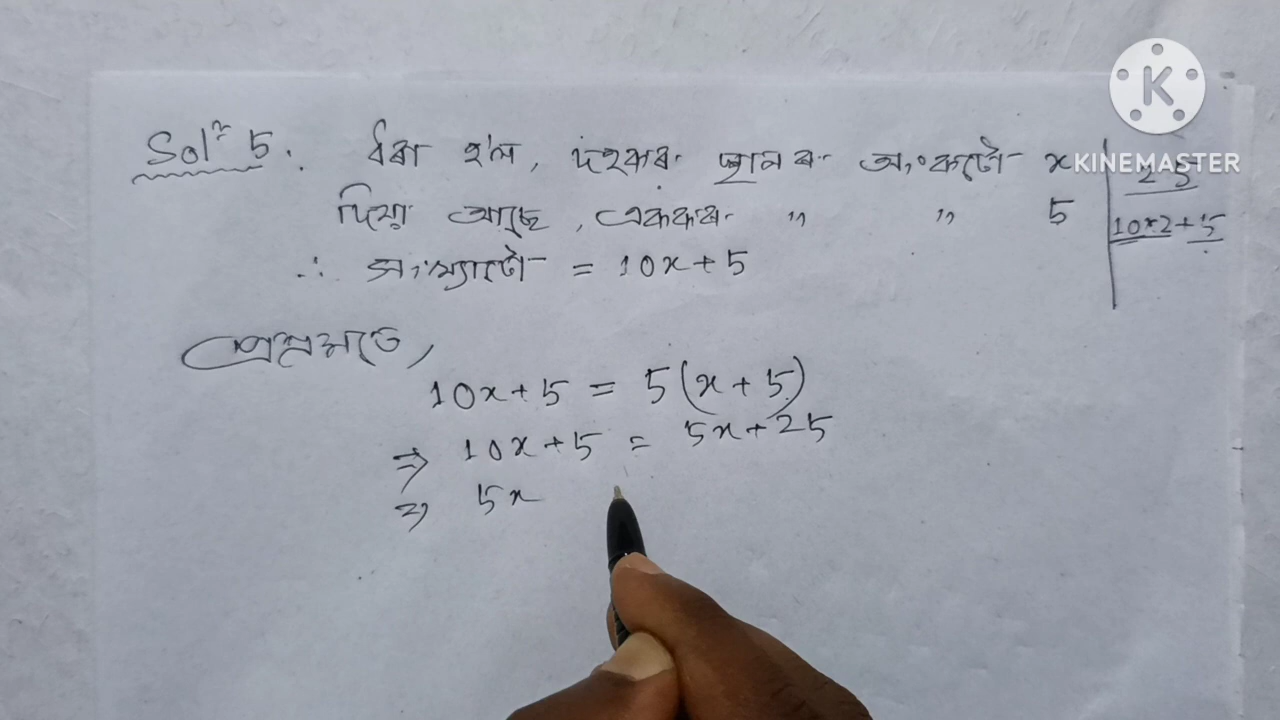 Solⁿ 5. ধৰা হ'ল, দহকৰ স্থানৰ অংকটো x
দিয়া আছে, এককৰ " " 5
∴ সংখ্যাটো = 10x + 5
প্ৰশ্নমতে,
10x + 5 = 5(x + 5)
⇒ 10x + 5 = 5x + 25
⇒ 5x
K
KINEMASTER
25
10×2 + 5